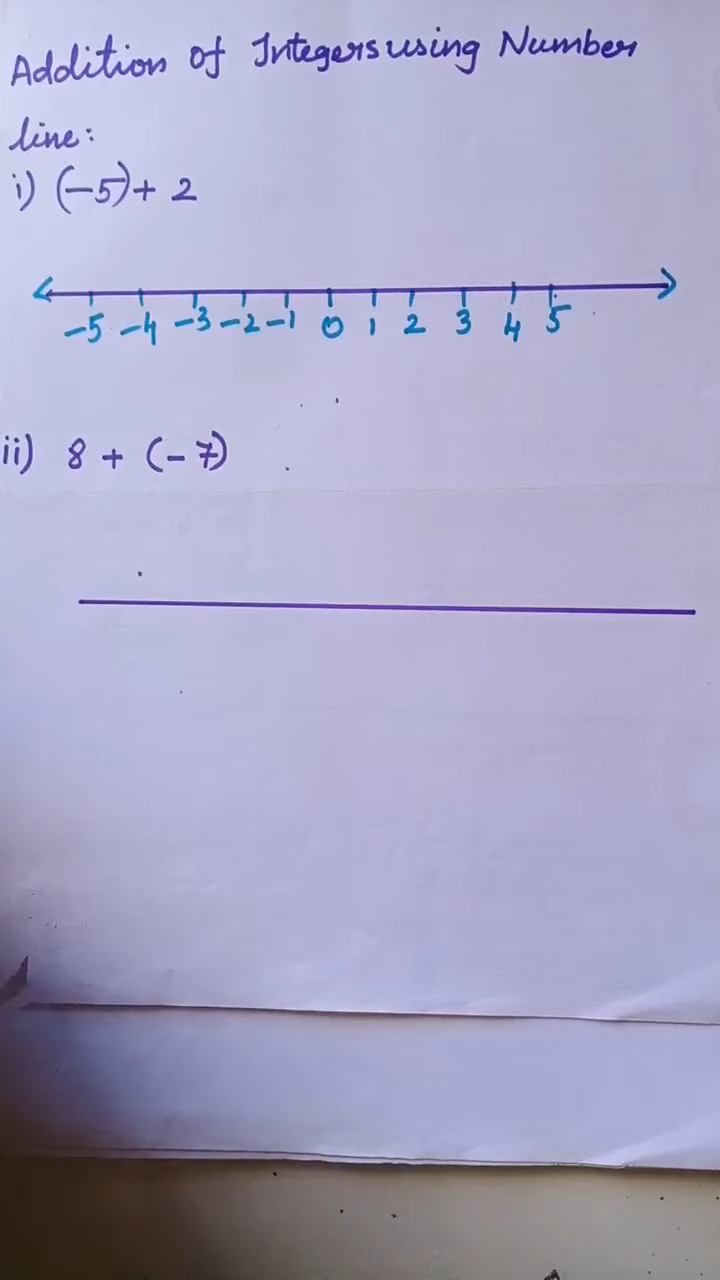 Addition of Integers using Number
line:
i) (-5) + 2
-5 -4 -3 -2 -1 0 1 2 3 4 5
ii) 8 + (-7)